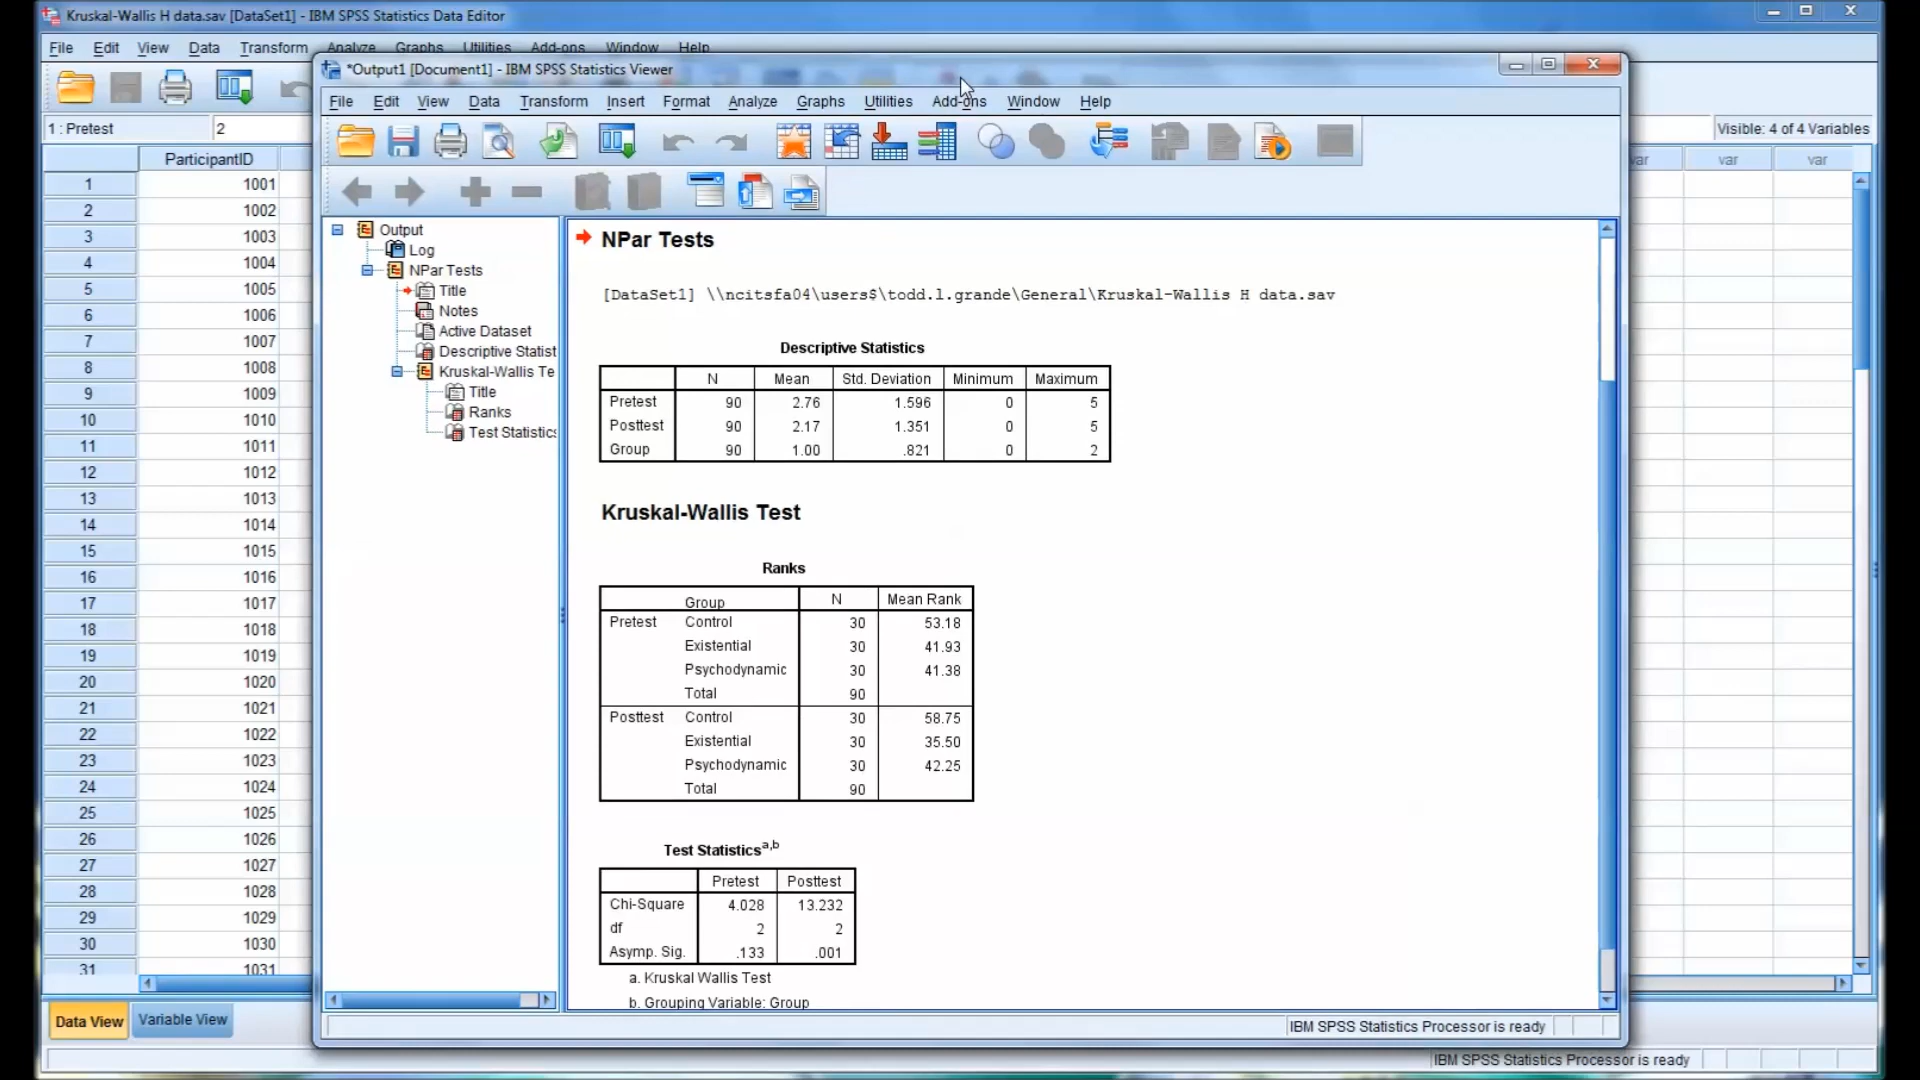 Kruskal-Wallis H data.sav [DataSet1] - IBM SPSS Statistics Data Editor
File Edit View Data Transform Analyze Graphs Utilities Add-ons Window Help
*Output1 [Document1] - IBM SPSS Statistics Viewer
File Edit View Data Transform Insert Format Analyze Graphs Utilities Add-ons Window Help
1 : Pretest 2
Visible: 4 of 4 Variables
ParticipantID
var var
1 1001
2 1002
3 1003
4 1004
5 1005
6 1006
7 1007
8 1008
9 1009
10 1010
11 1011
12 1012
13 1013
14 1014
15 1015
16 1016
17 1017
18 1018
19 1019
20 1020
21 1021
22 1022
23 1023
24 1024
25 1025
26 1026
27 1027
28 1028
29 1029
30 1030
31 1031
Output
Log
NPar Tests
Title
Notes
Active Dataset
Descriptive Statist
Kruskal-Wallis Te
Title
Ranks
Test Statistics
NPar Tests
[DataSet1] \\ncitsfa04\users$\todd.l.grande\General\Kruskal-Wallis H data.sav
Descriptive Statistics
N Mean Std. Deviation Minimum Maximum
Pretest 90 2.76 1.596 0 5
Posttest 90 2.17 1.351 0 5
Group 90 1.00 .821 0 2
Kruskal-Wallis Test
Ranks
Group N Mean Rank
Pretest Control 30 53.18
Existential 30 41.93
Psychodynamic 30 41.38
Total 90
Posttest Control 30 58.75
Existential 30 35.50
Psychodynamic 30 42.25
Total 90
Test Statistics a,b
Pretest Posttest
Chi-Square 4.028 13.232
df 2 2
Asymp. Sig. .133 .001
a. Kruskal Wallis Test
b. Grouping Variable: Group
IBM SPSS Statistics Processor is ready
Data View Variable View
IBM SPSS Statistics Processor is ready